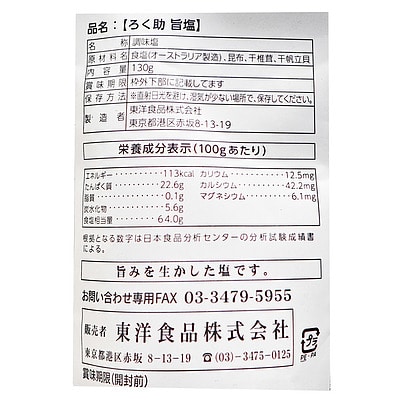 品名：【ろく助 旨塩】
名称 調味塩
原材料名 食塩(オーストラリア製造)、昆布、干椎茸、干帆立貝
内容量 130g
賞味期限 枠外下部に記載してます
保存方法 ※直射日光を避け、湿気が少ない場所で、保存してください。
製造者 東洋食品株式会社
東京都港区赤坂8-13-19
栄養成分表示(100gあたり)
エネルギー 113kcal カリウム 12.5mg
たんぱく質 22.6g カルシウム 42.2mg
脂質 0.1g マグネシウム 6.1mg
炭水化物 5.6g
食塩相当量 64.0g
根拠となる数字は日本食品分析センターの分析試験成績書
による。
旨みを生かした塩です。
お問い合わせ専用FAX 03-3479-5955
販売者 東洋食品株式会社
東京都港区赤坂 8-13-19 ☎(03)-3475-0125
プラ
賞味期限(開封前)